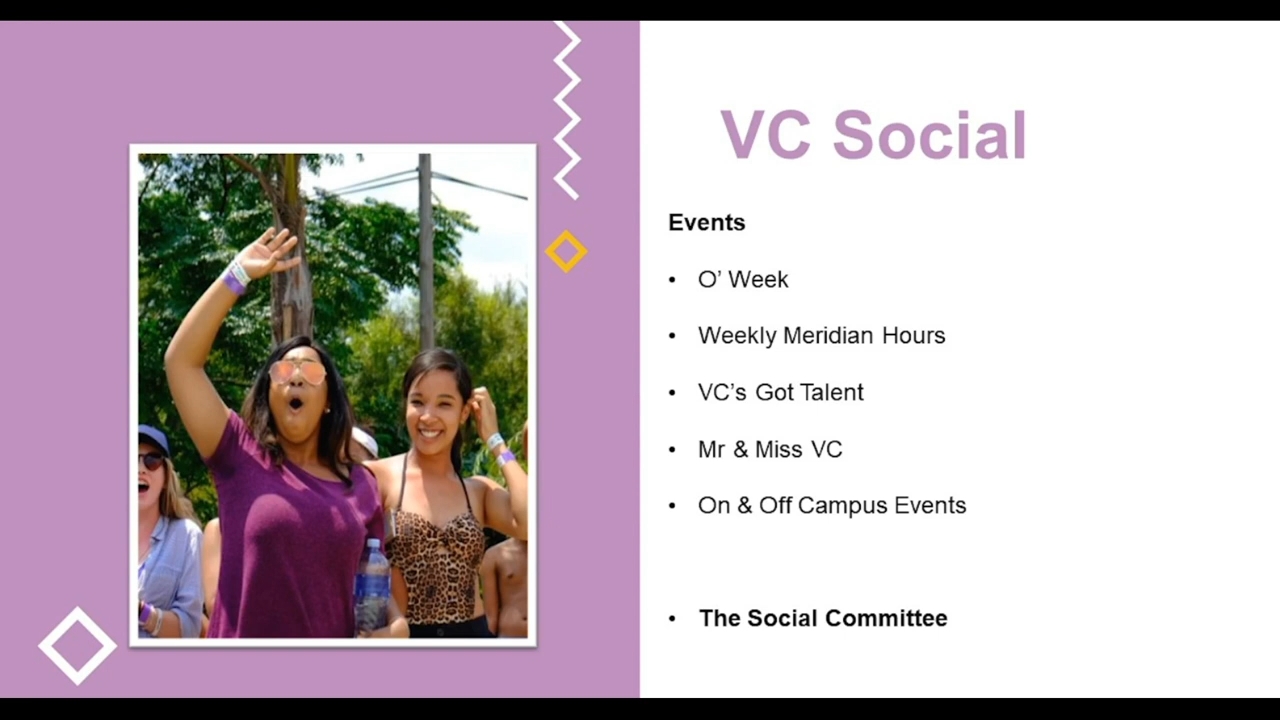 VC Social
Events
• O’ Week
• Weekly Meridian Hours
• VC’s Got Talent
• Mr & Miss VC
• On & Off Campus Events
• The Social Committee